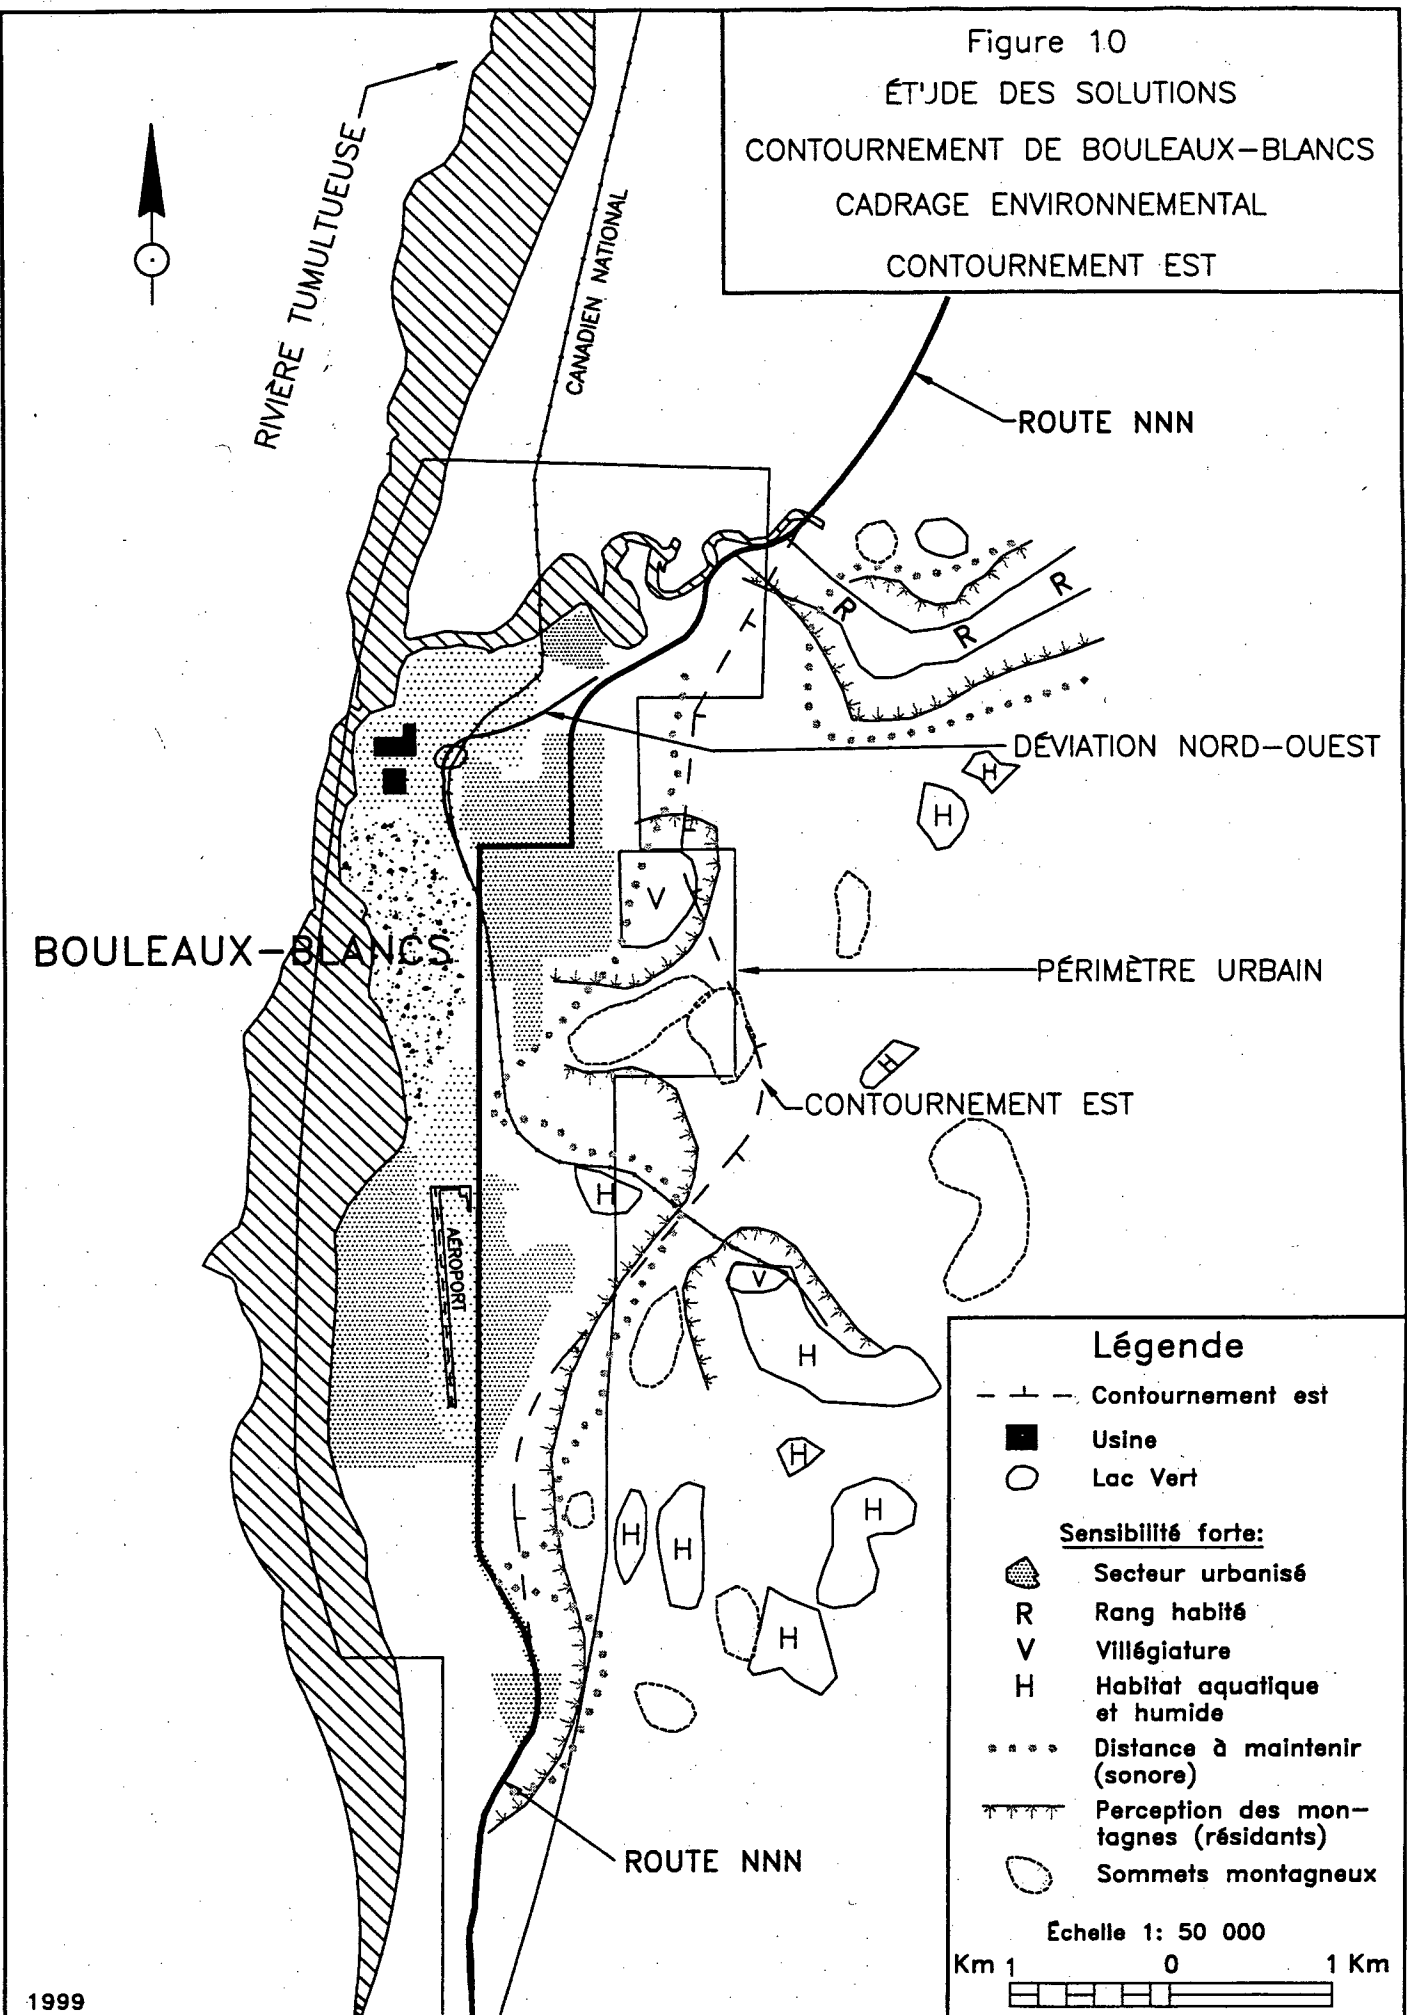 Figure 10
ÉTUDE DES SOLUTIONS
CONTOURNEMENT DE BOULEAUX-BLANCS
CADRAGE ENVIRONNEMENTAL
CONTOURNEMENT EST
RIVIÈRE TUMULTUEUSE
CANADIEN NATIONAL
ROUTE NNN
R
R
R
DÉVIATION NORD-OUEST
H
H
V
BOULEAUX-BLANCS
PÉRIMÈTRE URBAIN
H
CONTOURNEMENT EST
H
AÉROPORT
V
H
H
H
H
H
H
ROUTE NNN
Légende
Contournement est
Usine
Lac Vert
Sensibilité forte:
Secteur urbanisé
R Rang habité
V Villégiature
H Habitat aquatique
et humide
Distance à maintenir
(sonore)
Perception des mon-
tagnes (résidants)
Sommets montagneux
Échelle 1: 50 000
Km 1 0 1 Km
1999